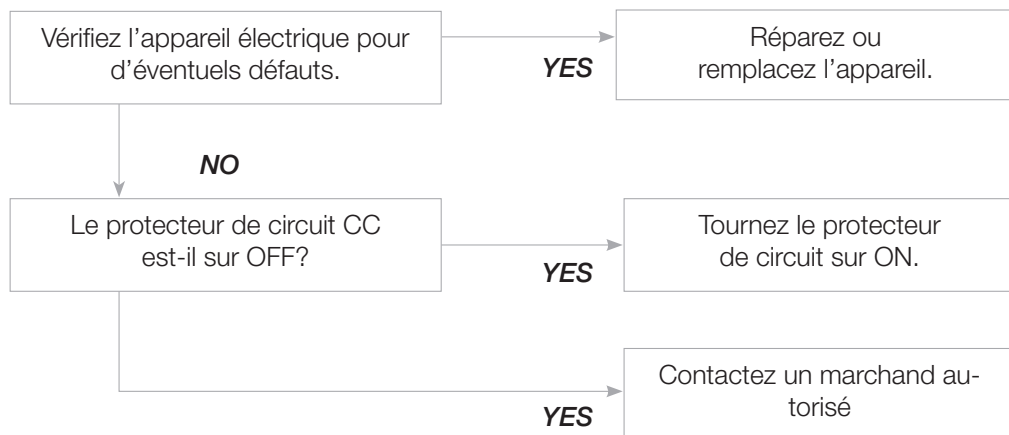 Vérifiez l’appareil électrique pour
d’éventuels défauts.
YES
Réparez ou
remplacez l’appareil.
NO
Le protecteur de circuit CC
est-il sur OFF?
YES
Tournez le protecteur
de circuit sur ON.
YES
Contactez un marchand au-
torisé